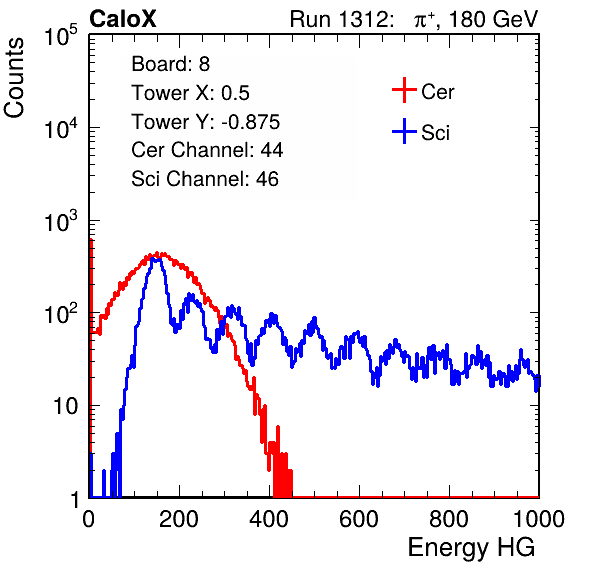 CaloX Run 1312: π⁺, 180 GeV
Board: 8
Tower X: 0.5
Tower Y: -0.875
Cer Channel: 44
Sci Channel: 46
Cer
Sci
Counts
10⁵
10⁴
10³
10²
10
1
0 200 400 600 800 1000
Energy HG